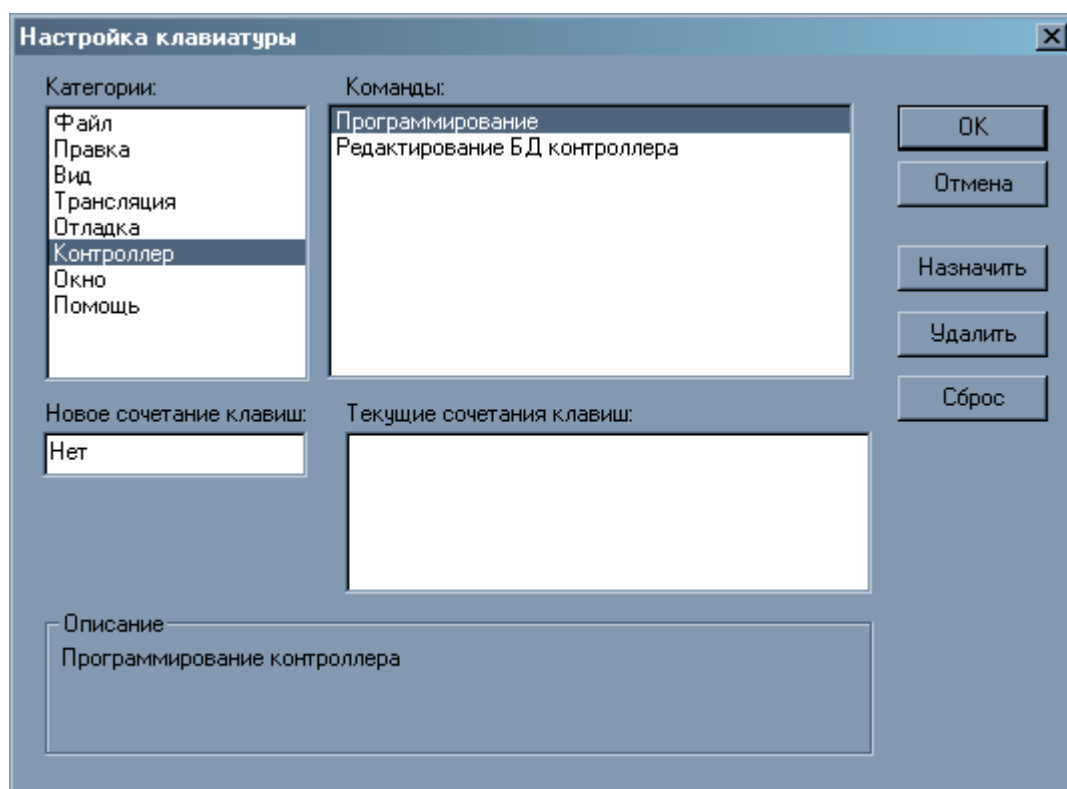 Настройка клавиатуры
Категории:
Файл
Правка
Вид
Трансляция
Отладка
Контроллер
Окно
Помощь
Команды:
Программирование
Редактирование БД контроллера
OK
Отмена
Назначить
Удалить
Сброс
Новое сочетание клавиш:
Нет
Текущие сочетания клавиш:
Описание
Программирование контроллера